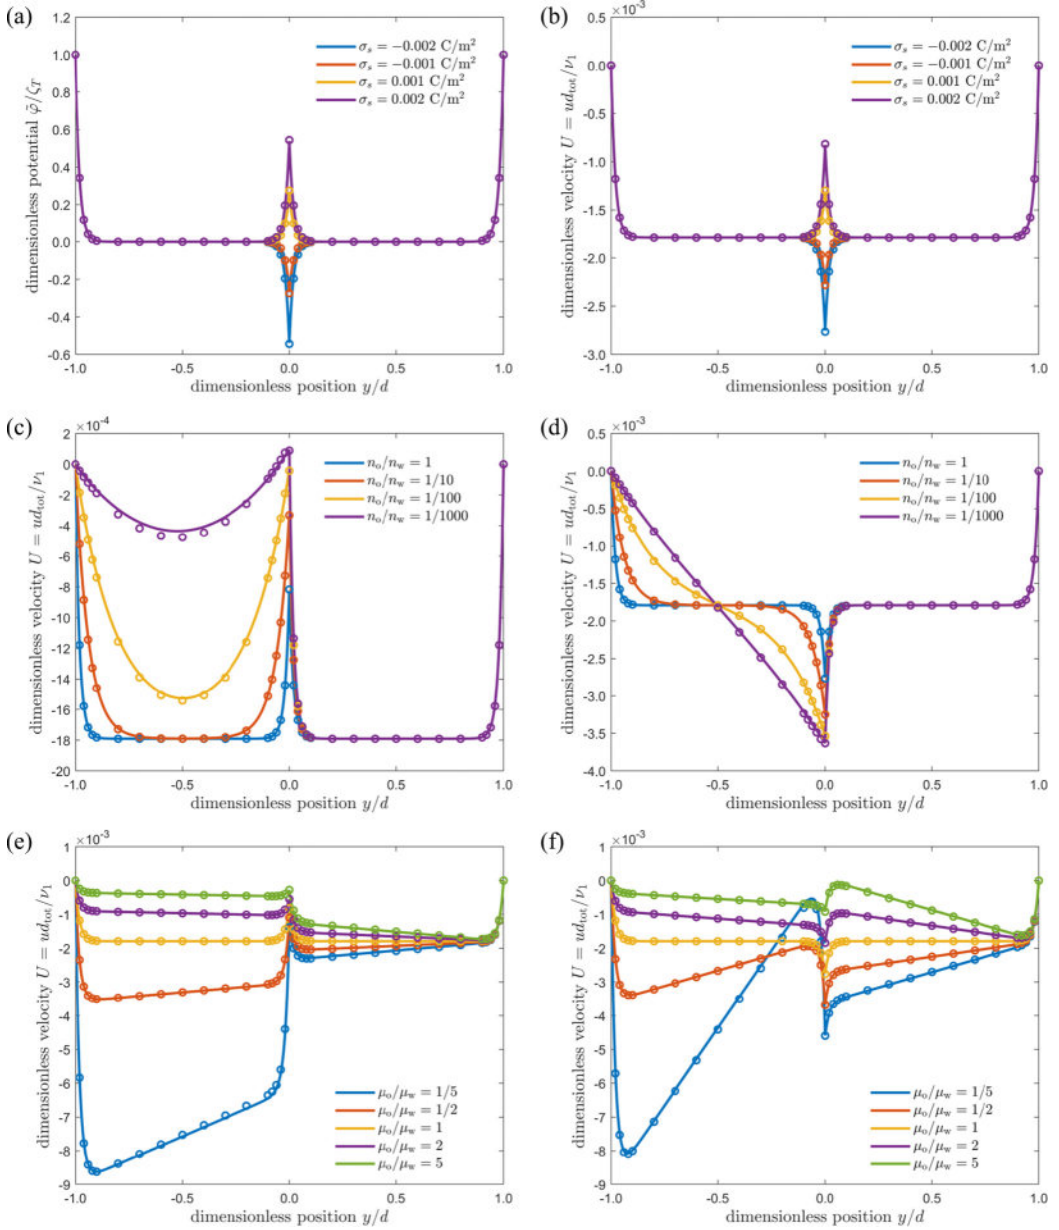 (a)
1.2
1.0
0.8
0.6
0.4
0.2
0.0
-0.2
-0.4
-0.6
dimensionless potential φ̃/ζ_T
σ_s = −0.002 C/m²
σ_s = −0.001 C/m²
σ_s = 0.001 C/m²
σ_s = 0.002 C/m²
-1.0 -0.5 0.0 0.5 1.0
dimensionless position y/d
(b)
×10⁻³
0.5
0.0
-0.5
-1.0
-1.5
-2.0
-2.5
-3.0
dimensionless velocity U = ud_tot/ν₁
σ_s = −0.002 C/m²
σ_s = −0.001 C/m²
σ_s = 0.001 C/m²
σ_s = 0.002 C/m²
-1.0 -0.5 0.0 0.5 1.0
dimensionless position y/d
(c)
×10⁻⁴
2
0
-2
-4
-6
-8
-10
-12
-14
-16
-18
-20
dimensionless velocity U = ud_tot/ν₁
n_o/n_w = 1
n_o/n_w = 1/10
n_o/n_w = 1/100
n_o/n_w = 1/1000
-1.0 -0.5 0.0 0.5 1.0
dimensionless position y/d
(d)
×10⁻³
0.5
0.0
-0.5
-1.0
-1.5
-2.0
-2.5
-3.0
-3.5
-4.0
dimensionless velocity U = ud_tot/ν₁
n_o/n_w = 1
n_o/n_w = 1/10
n_o/n_w = 1/100
n_o/n_w = 1/1000
-1.0 -0.5 0.0 0.5 1.0
dimensionless position y/d
(e)
×10⁻³
1
0
-1
-2
-3
-4
-5
-6
-7
-8
-9
dimensionless velocity U = ud_tot/ν₁
μ_o/μ_w = 1/5
μ_o/μ_w = 1/2
μ_o/μ_w = 1
μ_o/μ_w = 2
μ_o/μ_w = 5
-1.0 -0.5 0.0 0.5 1.0
dimensionless position y/d
(f)
×10⁻³
1
0
-1
-2
-3
-4
-5
-6
-7
-8
-9
dimensionless velocity U = ud_tot/ν₁
μ_o/μ_w = 1/5
μ_o/μ_w = 1/2
μ_o/μ_w = 1
μ_o/μ_w = 2
μ_o/μ_w = 5
-1.0 -0.5 0.0 0.5 1.0
dimensionless position y/d